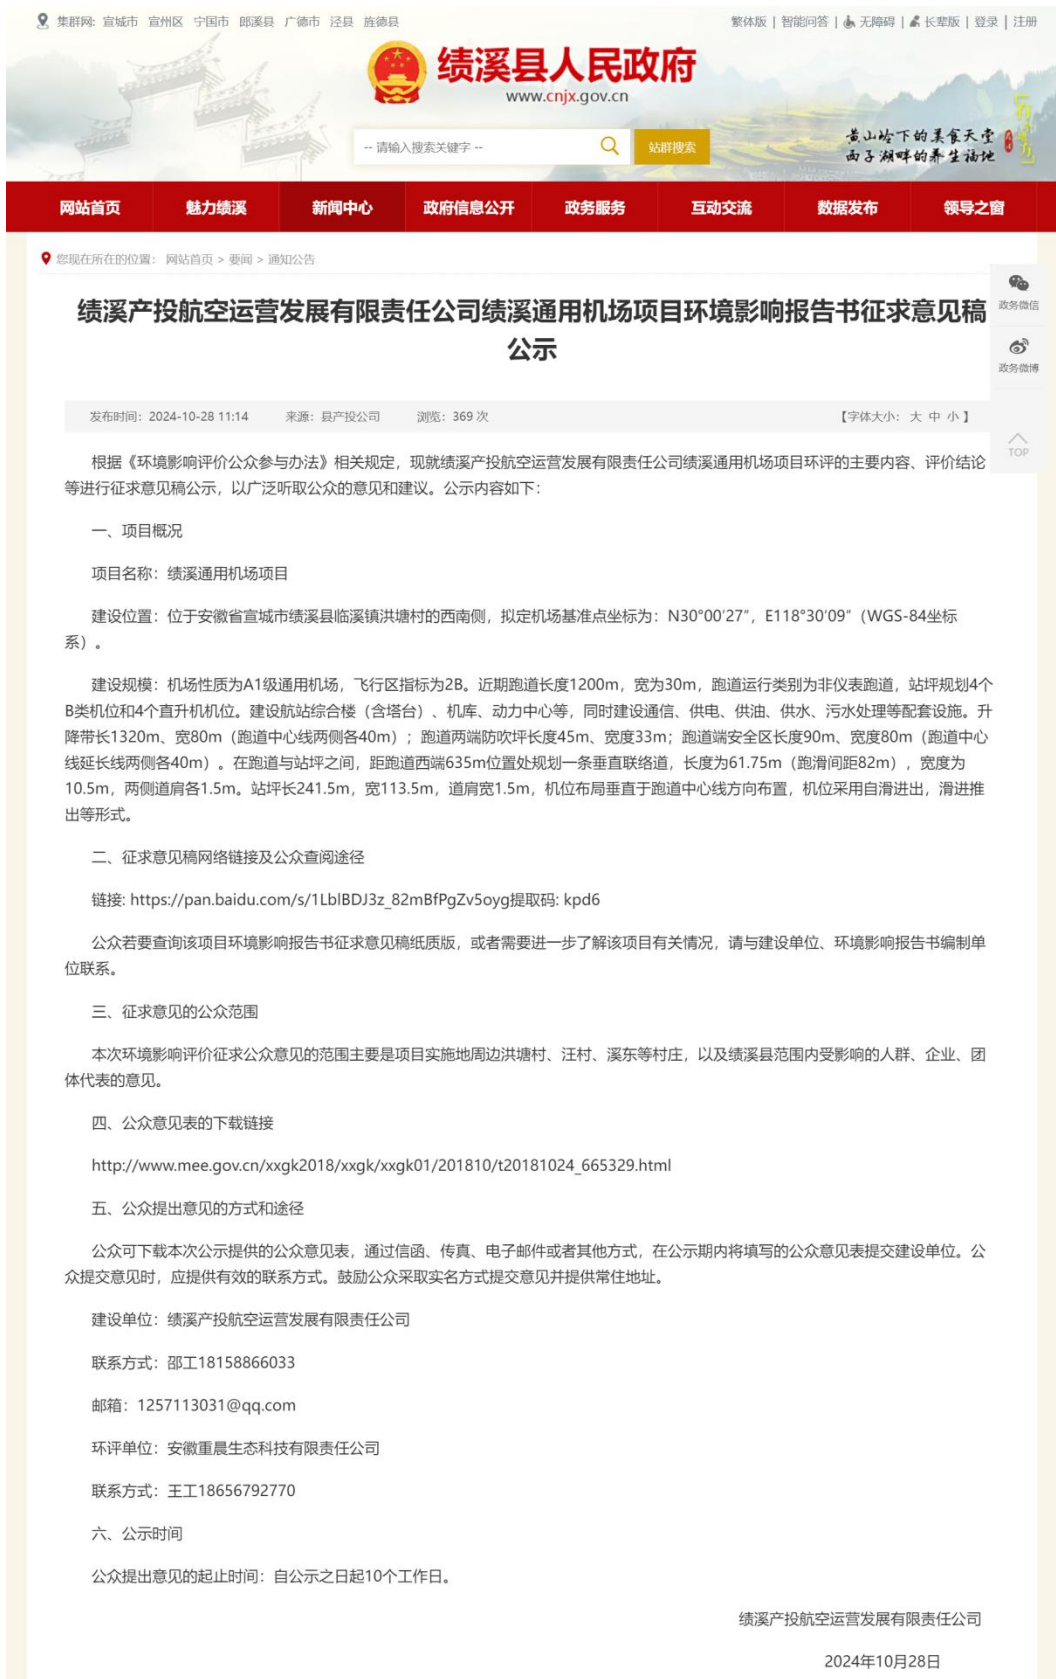 集群网: 宣城市 宣州区 宁国市 郎溪县 广德市 泾县 旌德县
繁体版 | 智能问答 | 无障碍 | 长辈版 | 登录 | 注册
绩溪县人民政府
www.cnjx.gov.cn
-- 请输入搜索关键字 --
站群搜索
黄山岭下的美食天堂
西子湖畔的养生福地
网站首页 魅力绩溪 新闻中心 政府信息公开 政务服务 互动交流 数据发布 领导之窗
您现在所在的位置: 网站首页 > 要闻 > 通知公告
政务微信
政务微博
TOP
绩溪产投航空运营发展有限责任公司绩溪通用机场项目环境影响报告书征求意见稿
公示
发布时间：2024-10-28 11:14 来源：县产投公司 浏览：369 次 【字体大小：大 中 小】
根据《环境影响评价公众参与办法》相关规定，现就绩溪产投航空运营发展有限责任公司绩溪通用机场项目环评的主要内容、评价结论
等进行征求意见稿公示，以广泛听取公众的意见和建议。公示内容如下：
一、项目概况
项目名称：绩溪通用机场项目
建设位置：位于安徽省宣城市绩溪县临溪镇洪塘村的西南侧，拟定机场基准点坐标为：N30°00′27″，E118°30′09″（WGS-84坐标
系）。
建设规模：机场性质为A1级通用机场，飞行区指标为2B。近期跑道长度1200m，宽为30m，跑道运行类别为非仪表跑道，站坪规划4个
B类机位和4个直升机机位。建设航站综合楼（含塔台）、机库、动力中心等，同时建设通信、供电、供油、供水、污水处理等配套设施。升
降带长1320m、宽80m（跑道中心线两侧各40m）；跑道两端防吹坪长度45m、宽度33m；跑道端安全区长度90m、宽度80m（跑道中心
线延长线两侧各40m）。在跑道与站坪之间，距跑道西端635m位置处规划一条垂直联络道，长度为61.75m（跑滑间距82m），宽度为
10.5m，两侧道肩各1.5m。站坪长241.5m，宽113.5m，道肩宽1.5m，机位布局垂直于跑道中心线方向布置，机位采用自滑进出，滑进推
出等形式。
二、征求意见稿网络链接及公众查阅途径
链接: https://pan.baidu.com/s/1LblBDJ3z_82mBfPgZv5oyg提取码: kpd6
公众若要查询该项目环境影响报告书征求意见稿纸质版，或者需要进一步了解该项目有关情况，请与建设单位、环境影响报告书编制单
位联系。
三、征求意见的公众范围
本次环境影响评价征求公众意见的范围主要是项目实施地周边洪塘村、汪村、溪东等村庄，以及绩溪县范围内受影响的人群、企业、团
体代表的意见。
四、公众意见表的下载链接
http://www.mee.gov.cn/xxgk2018/xxgk/xxgk01/201810/t20181024_665329.html
五、公众提出意见的方式和途径
公众可下载本次公示提供的公众意见表，通过信函、传真、电子邮件或者其他方式，在公示期内将填写的公众意见表提交建设单位。公
众提交意见时，应提供有效的联系方式。鼓励公众采取实名方式提交意见并提供常住地址。
建设单位：绩溪产投航空运营发展有限责任公司
联系方式：邵工18158866033
邮箱：1257113031@qq.com
环评单位：安徽重晨生态科技有限责任公司
联系方式：王工18656792770
六、公示时间
公众提出意见的起止时间：自公示之日起10个工作日。
绩溪产投航空运营发展有限责任公司
2024年10月28日